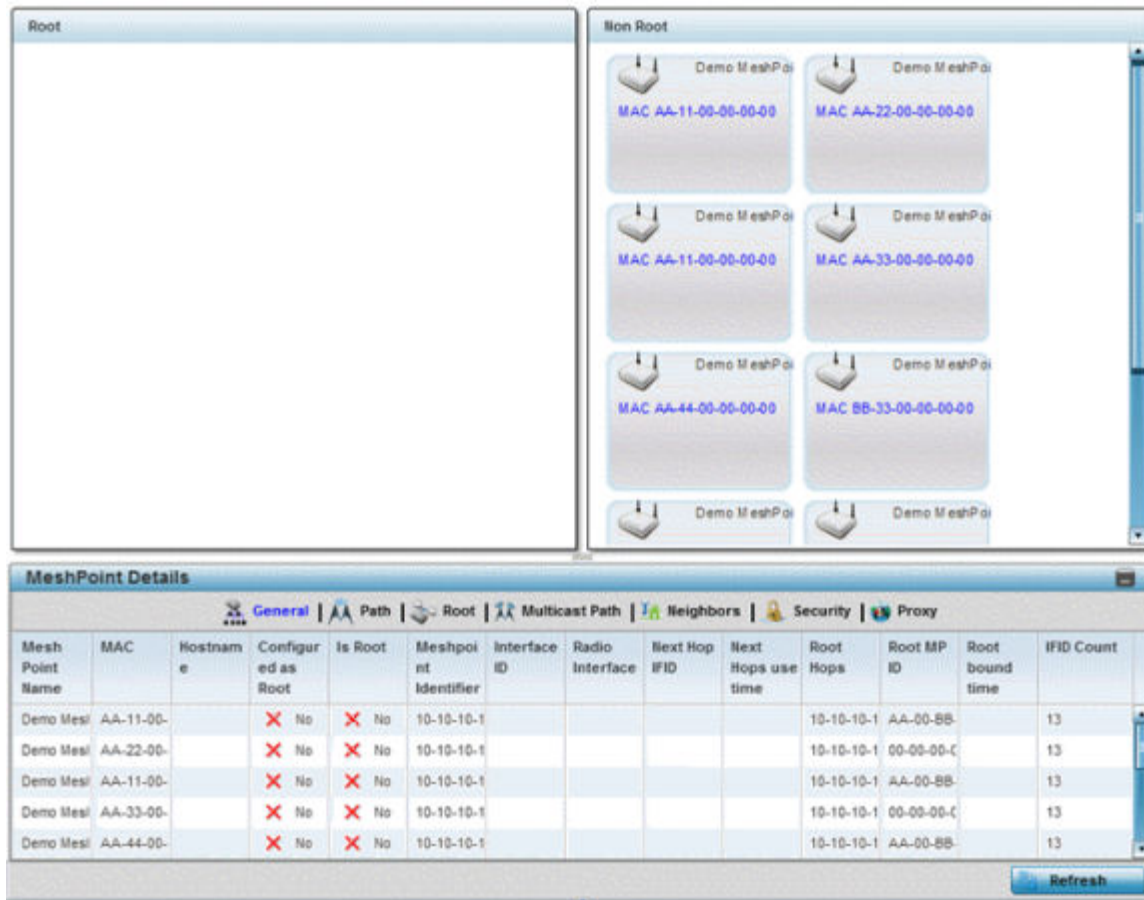 Root
Non Root
Demo MeshPoi Demo MeshPoi
MAC AA-11-00-00-00-00 MAC AA-22-00-00-00-00
Demo MeshPoi Demo MeshPoi
MAC AA-11-00-00-00-00 MAC AA-33-00-00-00-00
Demo MeshPoi Demo MeshPoi
MAC AA-44-00-00-00-00 MAC BB-33-00-00-00-00
Demo MeshPoi Demo MeshPoi
MeshPoint Details
General | Path | Root | Multicast Path | Neighbors | Security | Proxy
Mesh MAC Hostnam Configur Is Root Meshpoi Interface Radio Next Hop Next Root Root MP Root IFID Count
Point e ed as nt ID Interface IFID Hops use Hops ID bound
Name Root Identifier time time
Demo Mesl AA-11-00- No No 10-10-10-1 10-10-10-1 AA-00-BB- 13
Demo Mesl AA-22-00- No No 10-10-10-1 10-10-10-1 00-00-00-0 13
Demo Mesl AA-11-00- No No 10-10-10-1 10-10-10-1 AA-00-BB- 13
Demo Mesl AA-33-00- No No 10-10-10-1 10-10-10-1 00-00-00-0 13
Demo Mesl AA-44-00- No No 10-10-10-1 10-10-10-1 AA-00-BB- 13
Refresh